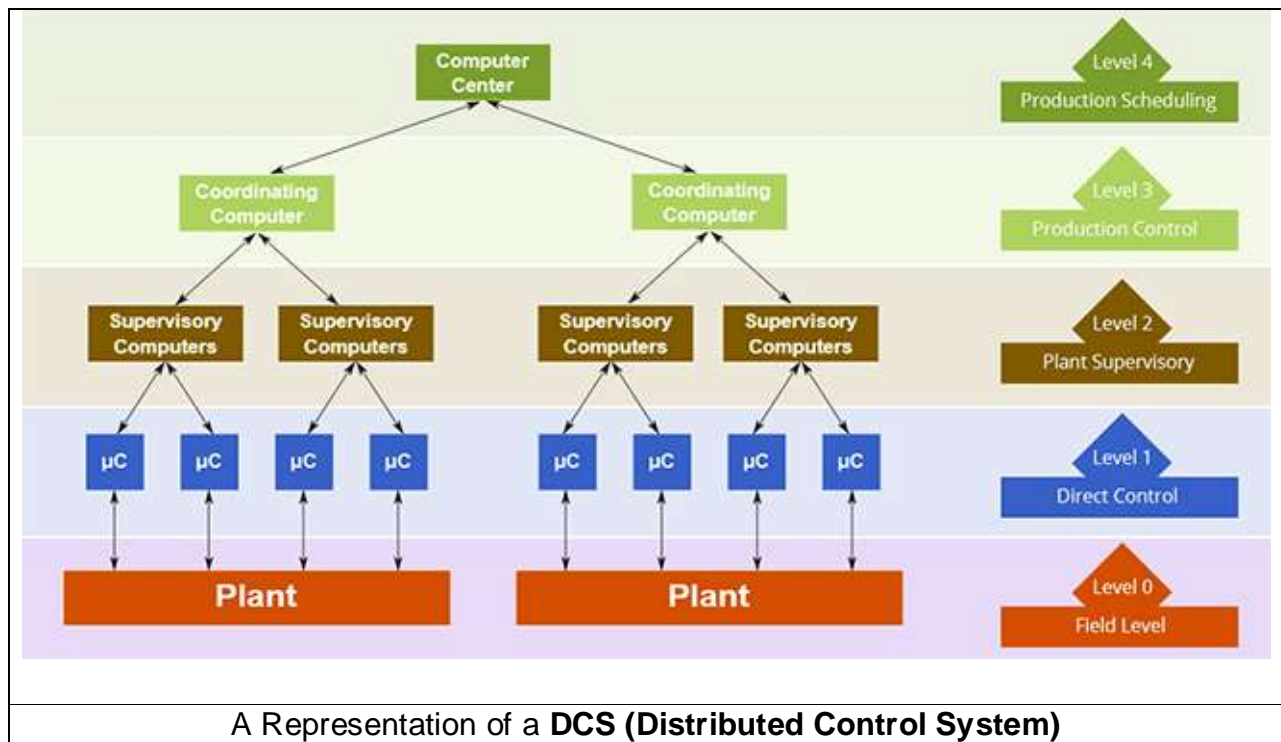 Computer
Center
Level 4
Production Scheduling
Coordinating
Computer
Coordinating
Computer
Level 3
Production Control
Supervisory
Computers
Supervisory
Computers
Supervisory
Computers
Supervisory
Computers
Level 2
Plant Supervisory
µC
µC
µC
µC
µC
µC
µC
µC
Level 1
Direct Control
Plant
Plant
Level 0
Field Level
A Representation of a DCS (Distributed Control System)